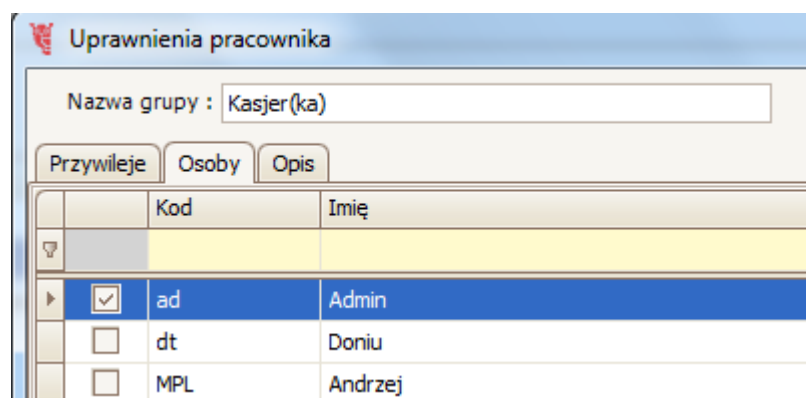 Uprawnienia pracownika
Nazwa grupy : Kasjer(ka)
Przywileje Osoby Opis
Kod Imię
ad Admin
dt Doniu
MPL Andrzej